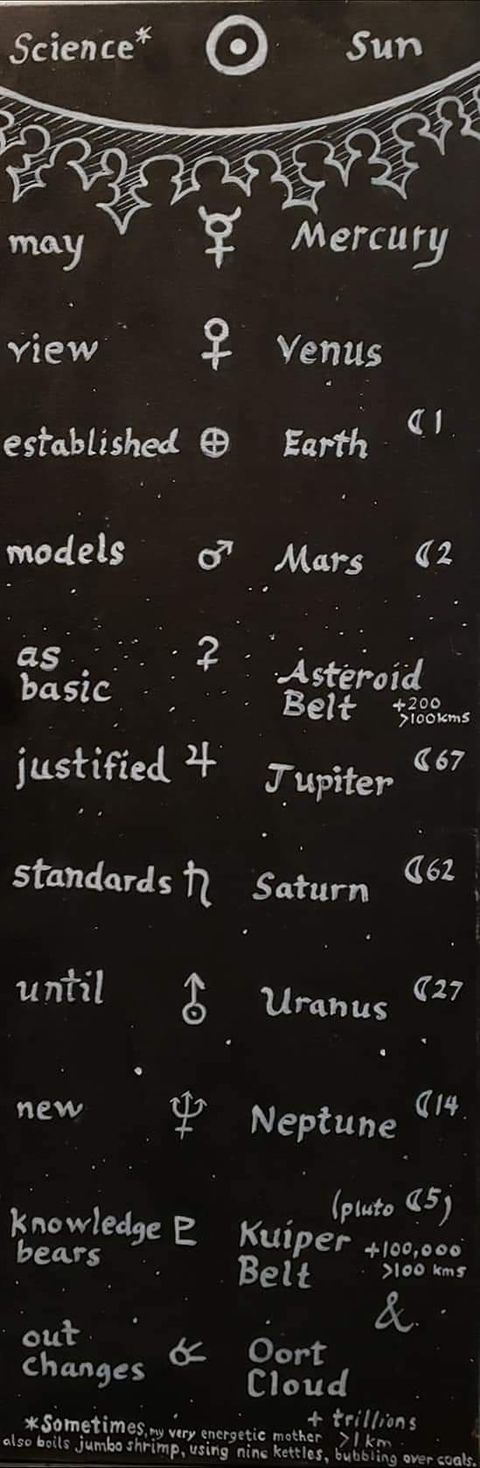 Science* ☉ Sun
may ☿ Mercury
view ♀ Venus
established ⊕ Earth ☾1
models ♂ Mars ☾2
as basic ⚳ Asteroid Belt +200 >100kms
justified ♃ Jupiter ☾67
standards ♄ Saturn ☾62
until ⛢ Uranus ☾27
new ♆ Neptune ☾14
(pluto ☾5)
knowledge bears ♇ Kuiper Belt +100,000 >100 kms
&
out changes ☄ Oort Cloud
+ trillions >1km
*Sometimes, my very energetic mother
also boils jumbo shrimp, using nine kettles, bubbling over coals.